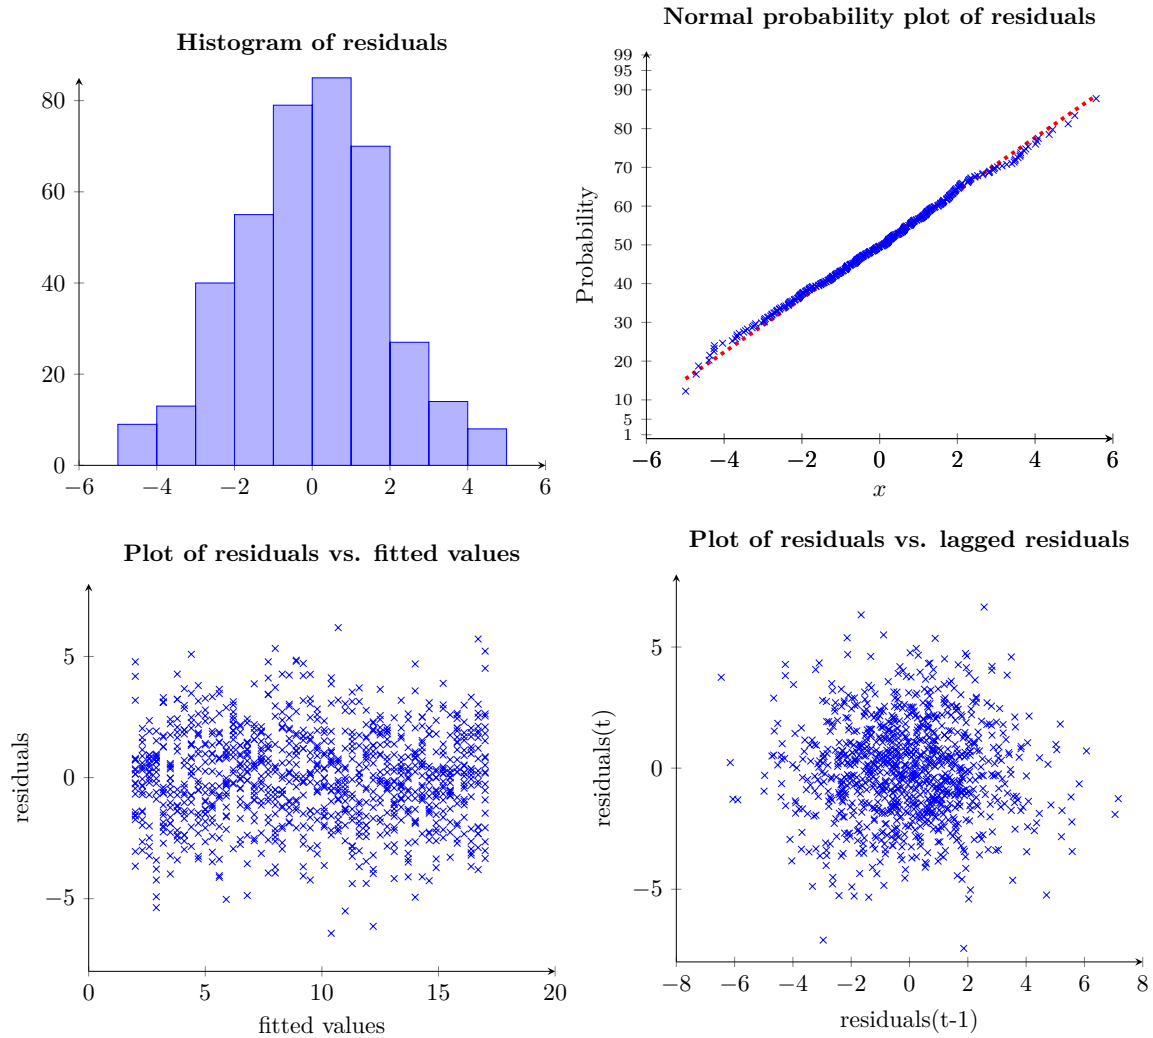 Histogram of residuals
80
60
40
20
0
−6 −4 −2 0 2 4 6
Normal probability plot of residuals
99
95
90
80
70
60
50
40
30
20
10
5
1
Probability
−6 −4 −2 0 2 4 6
x
Plot of residuals vs. fitted values
5
0
−5
residuals
0 5 10 15 20
fitted values
Plot of residuals vs. lagged residuals
5
0
−5
residuals(t)
−8 −6 −4 −2 0 2 4 6 8
residuals(t-1)